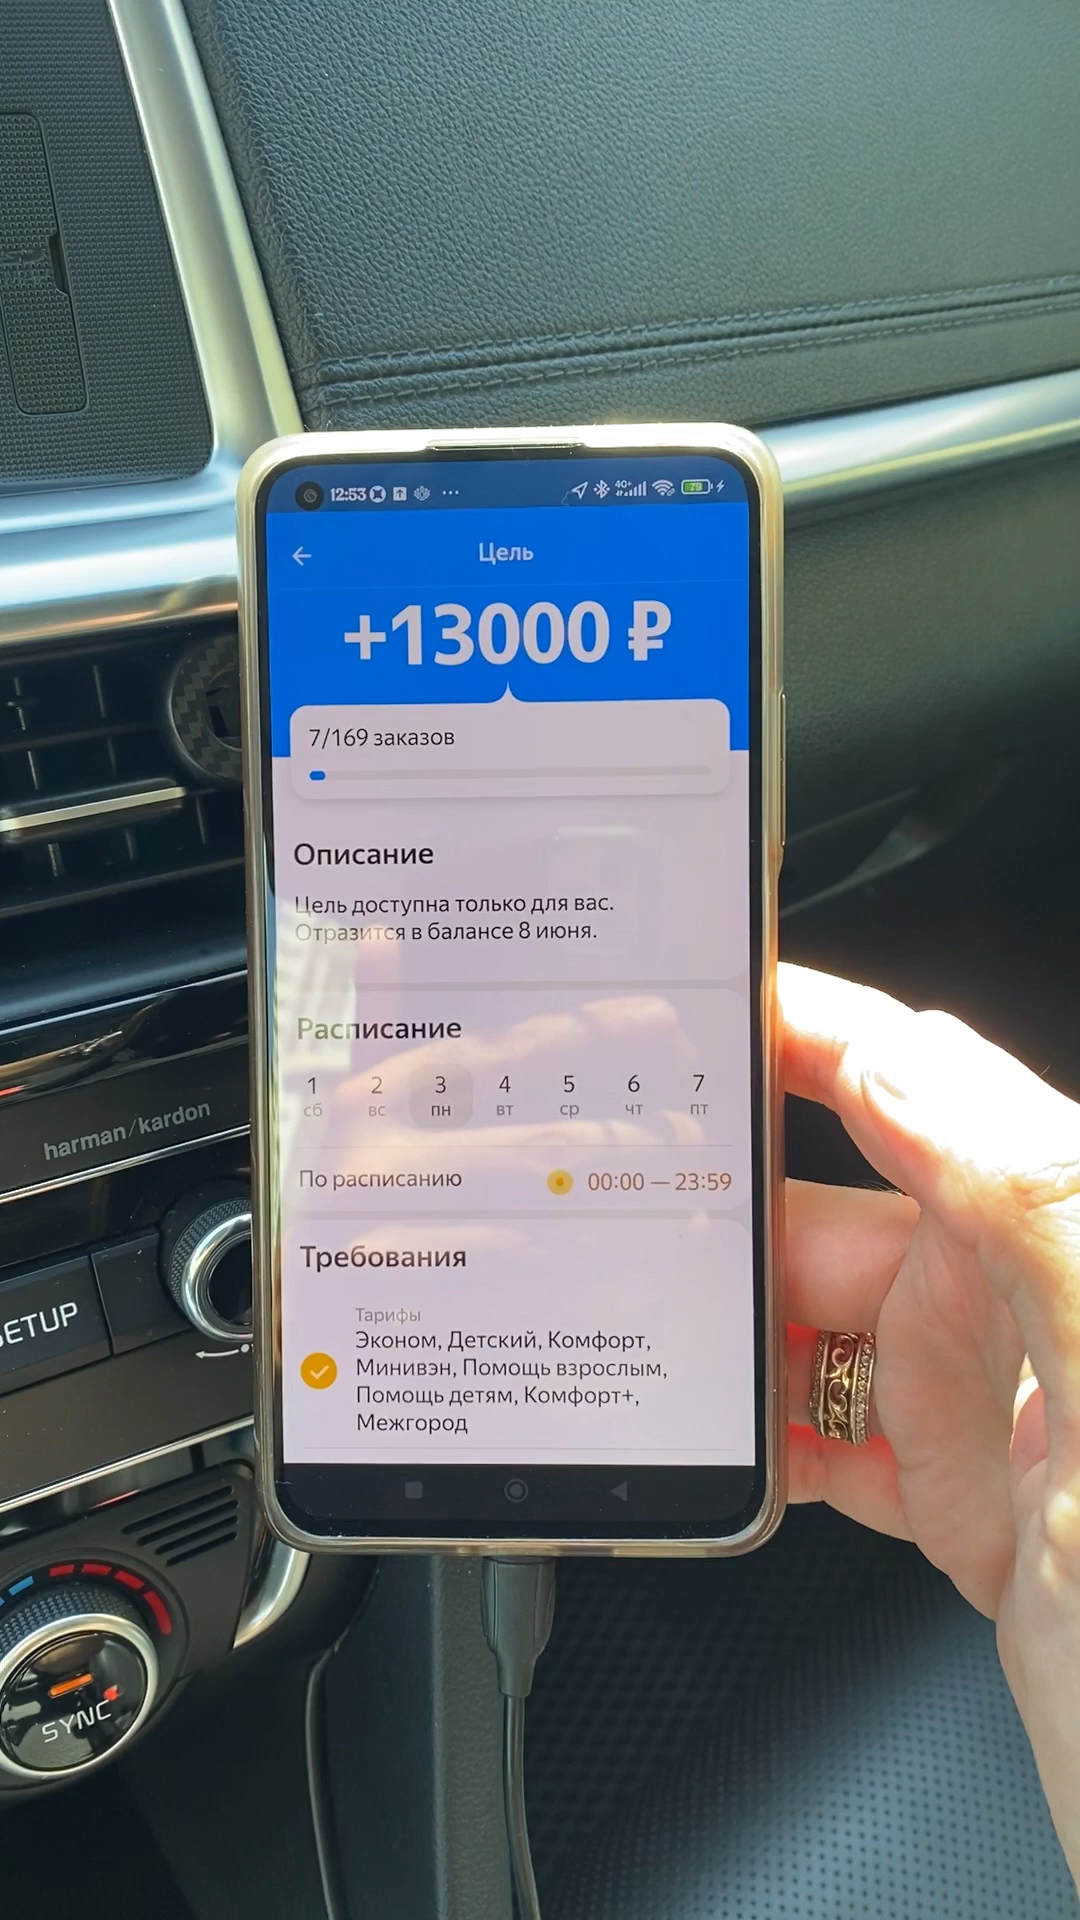 12:53
4G+
79
Цель
+13000 ₽
7/169 заказов
Описание
Цель доступна только для вас.
Отразится в балансе 8 июня.
Расписание
1 2 3 4 5 6 7
сб вс пн вт ср чт пт
По расписанию 00:00 — 23:59
Требования
Тарифы
Эконом, Детский, Комфорт,
Минивэн, Помощь взрослым,
Помощь детям, Комфорт+,
Межгород
harman/kardon
SETUP
SYNC